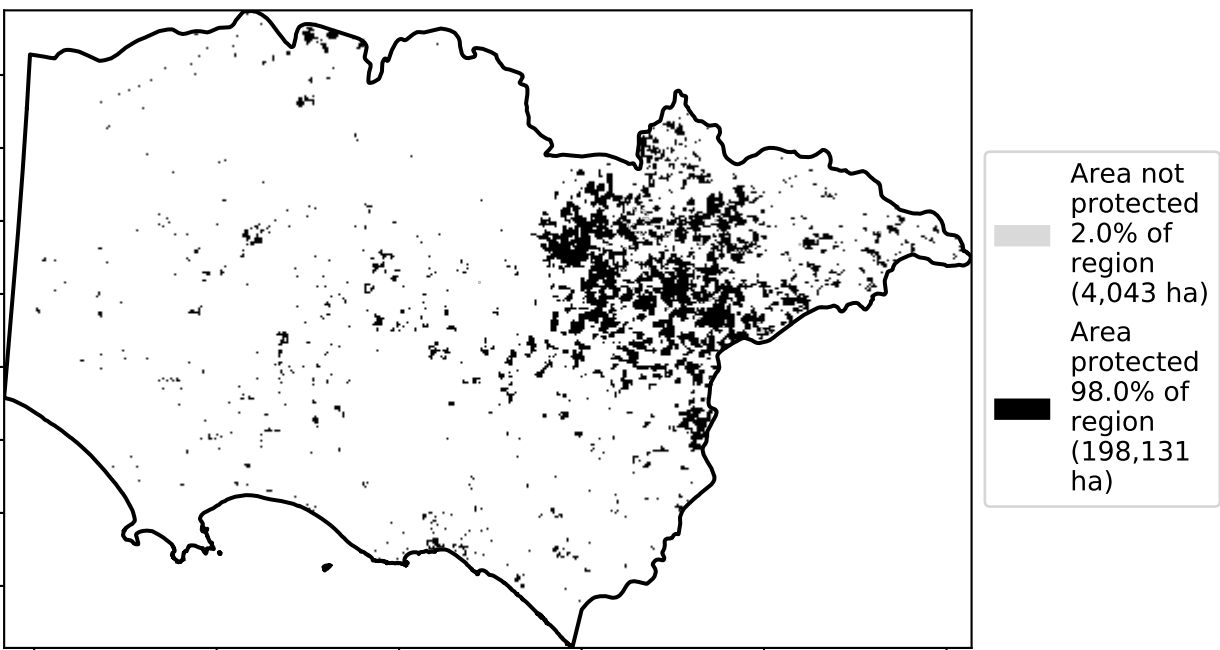 Area not
protected
2.0% of
region
(4,043 ha)
Area
protected
98.0% of
region
(198,131
ha)